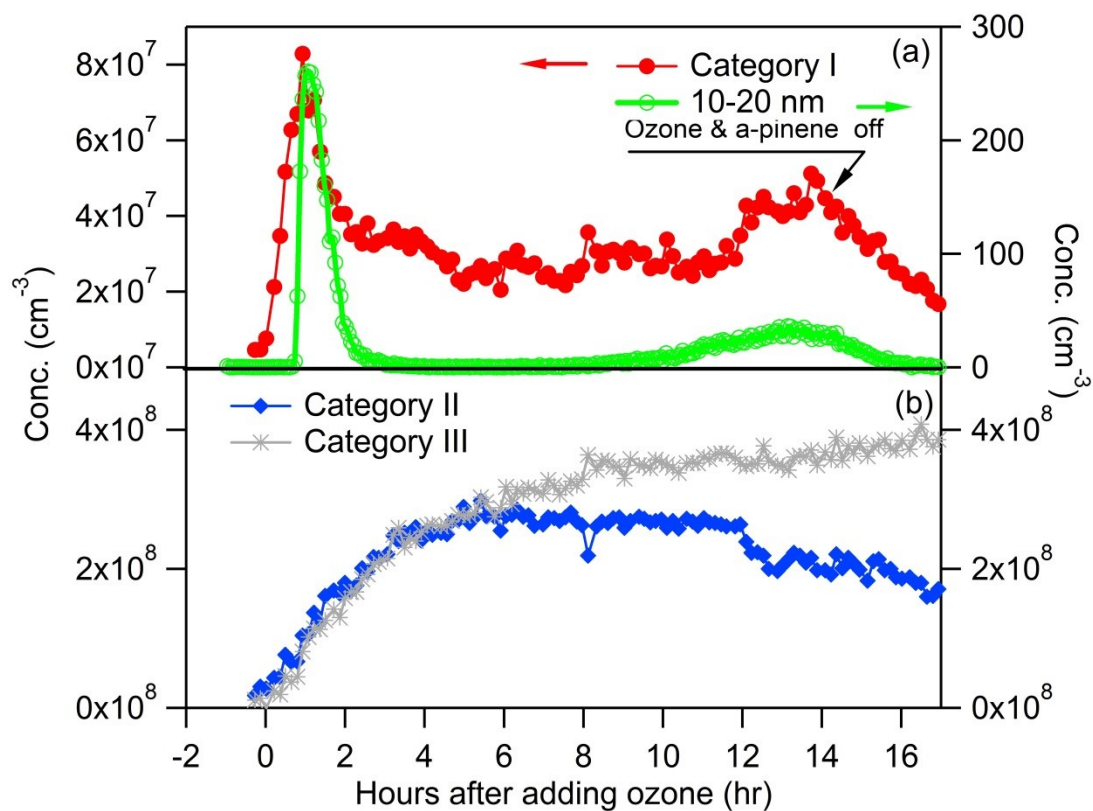 (a)
Category I
10-20 nm
Ozone & a-pinene off
8x10⁷
6x10⁷
4x10⁷
2x10⁷
0x10⁷
300
200
100
0
Conc. (cm⁻³)
Conc. (cm⁻³)
(b)
Category II
Category III
4x10⁸
2x10⁸
0x10⁸
4x10⁸
2x10⁸
0x10⁸
-2 0 2 4 6 8 10 12 14 16
Hours after adding ozone (hr)